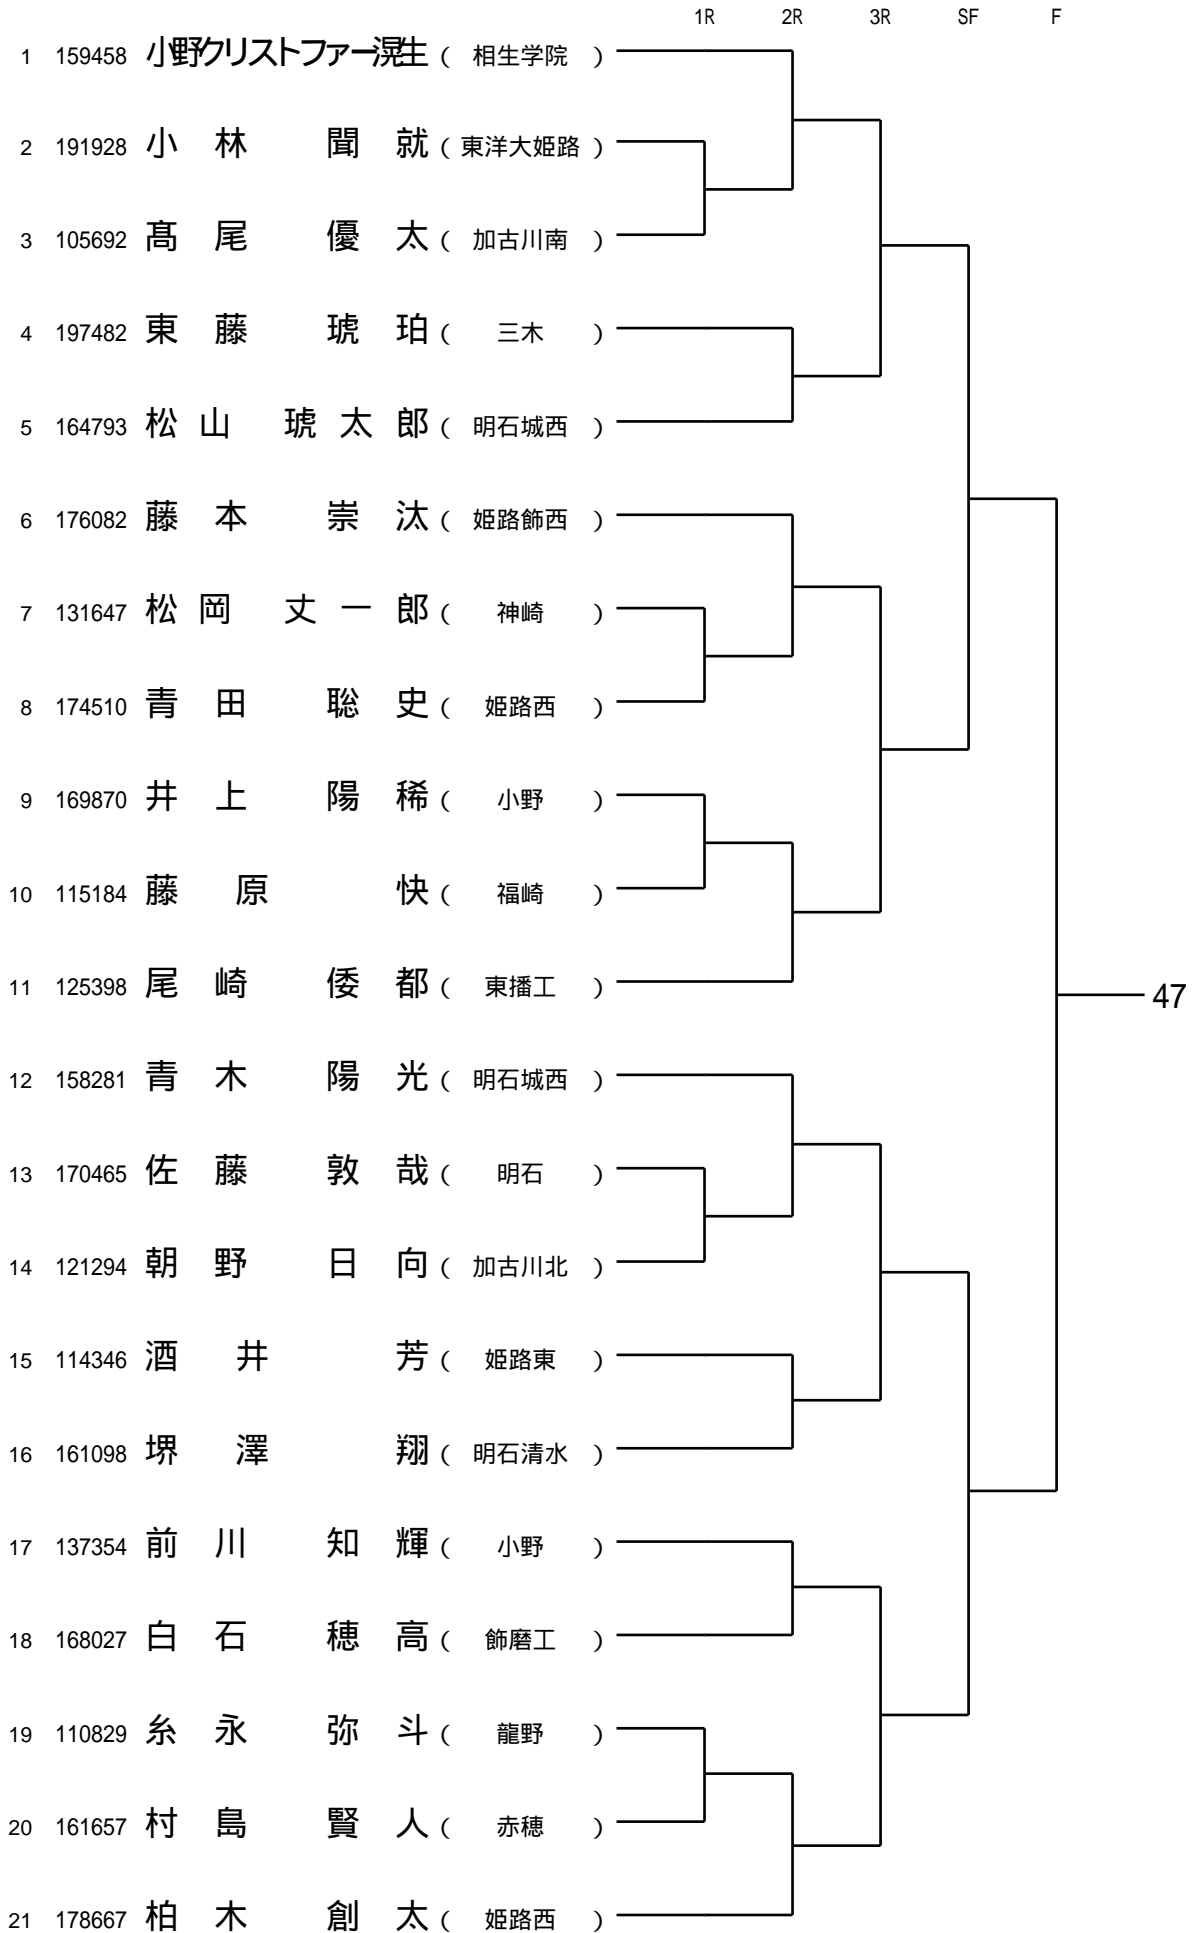 1R 2R 3R SF F
1 159458 小野クリストファー滉生 ( 相生学院 )
2 191928 小林 聞就 ( 東洋大姫路 )
3 105692 髙尾 優太 ( 加古川南 )
4 197482 東藤 琥珀 ( 三木 )
5 164793 松山 琥太郎 ( 明石城西 )
6 176082 藤本 崇汰 ( 姫路飾西 )
7 131647 松岡 丈一郎 ( 神崎 )
8 174510 青田 聡史 ( 姫路西 )
9 169870 井上 陽稀 ( 小野 )
10 115184 藤原 快 ( 福崎 )
11 125398 尾崎 倭都 ( 東播工 )
47
12 158281 青木 陽光 ( 明石城西 )
13 170465 佐藤 敦哉 ( 明石 )
14 121294 朝野 日向 ( 加古川北 )
15 114346 酒井 芳 ( 姫路東 )
16 161098 堺澤 翔 ( 明石清水 )
17 137354 前川 知輝 ( 小野 )
18 168027 白石 穂高 ( 飾磨工 )
19 110829 糸永 弥斗 ( 龍野 )
20 161657 村島 賢人 ( 赤穂 )
21 178667 柏木 創太 ( 姫路西 )